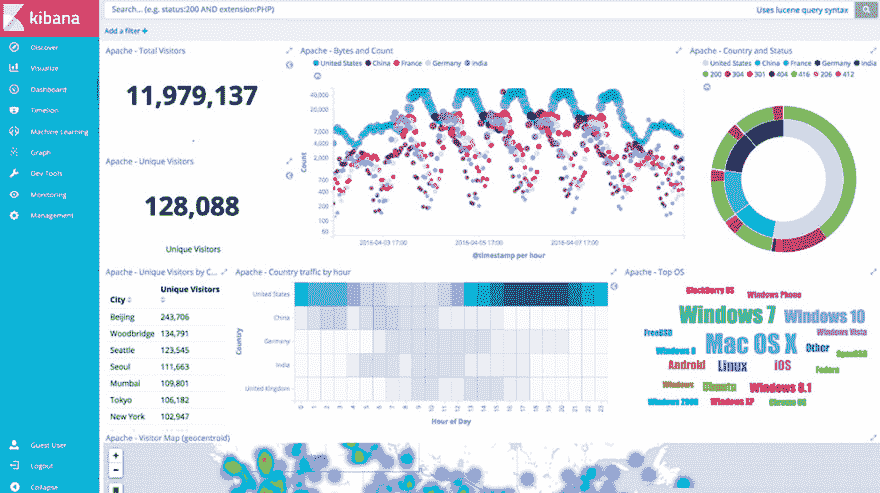 kibana
Search... (e.g. status:200 AND extension:PHP)
Uses lucene query syntax
Add a filter +
Discover
Visualize
Dashboard
Timelion
Machine Learning
Graph
Dev Tools
Monitoring
Management
Guest User
Logout
Collapse
Apache - Total Visitors
11,979,137
Apache - Unique Visitors
128,088
Unique Visitors
Apache - Bytes and Count
United States China France Germany India
40,000
20,000
7,000
4,000
2,000
700
400
200
100
50
Count
2016-04-03 17:00 2016-04-05 17:00 2016-04-07 17:00
@timestamp per hour
Apache - Country and Status
United States China France Germany India
200 304 301 404 416 206 412
Apache - Unique Visitors by C...
City Unique Visitors
Beijing 243,706
Woodbridge 134,791
Seattle 123,545
Seoul 111,663
Mumbai 109,801
Tokyo 106,182
New York 102,947
Apache - Country traffic by hour
Country
United States
China
Germany
India
United Kingdom
0 1 2 3 4 5 6 7 8 9 10 11 12 13 14 15 16 17 18 19 20 21 22 23
Hour of Day
Apache - Top OS
BlackBerry OS
Windows Phone
Windows 7
Windows 10
FreeBSD
Windows Vista
Windows 8
Mac OS X
Other
OpenBSD
Android
Linux
iOS
Fedora
Windows
Ubuntu
Windows 8.1
Windows 2000
Windows XP
Chrome OS
Apache - Visitor Map (geocentroid)
+
−